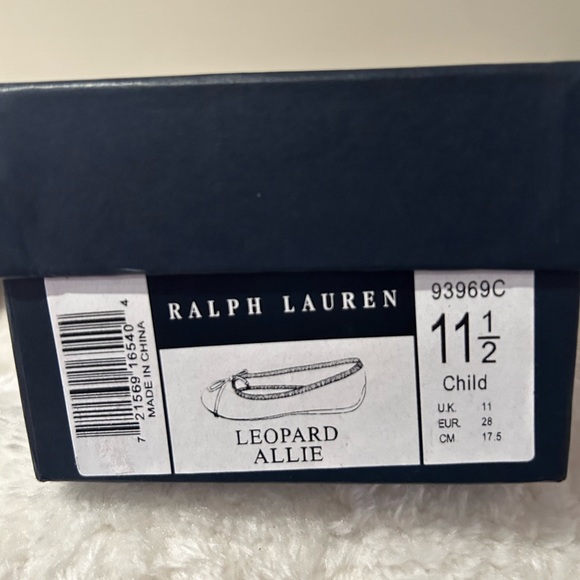 7 21569 16540 4
MADE IN CHINA
RALPH LAUREN
LEOPARD
ALLIE
93969C
11 1/2
Child
U.K. 11
EUR. 28
CM 17.5